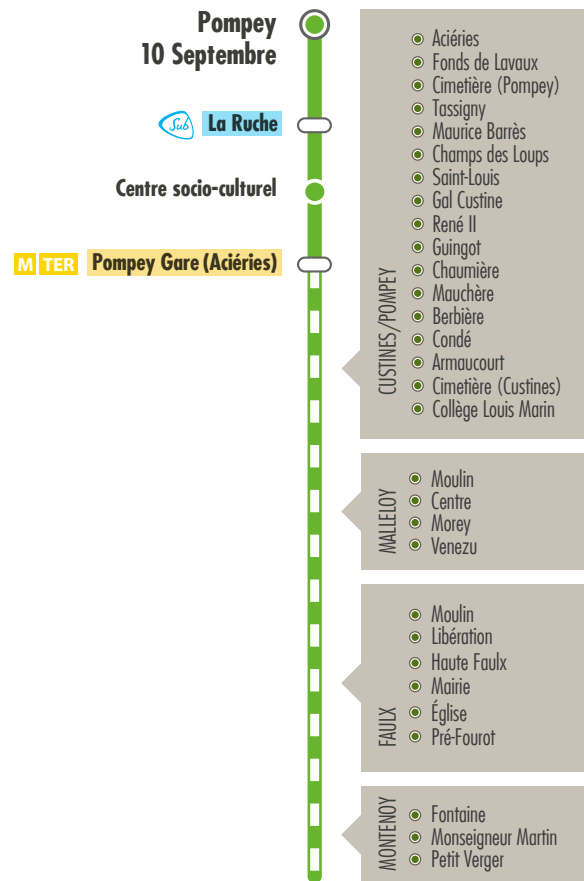 Pompey
10 Septembre
Sub La Ruche
Centre socio-culturel
M TER Pompey Gare (Aciéries)
CUSTINES/POMPEY
Aciéries
Fonds de Lavaux
Cimetière (Pompey)
Tassigny
Maurice Barrès
Champs des Loups
Saint-Louis
Gal Custine
René II
Guingot
Chaumière
Mauchère
Berbière
Condé
Armaucourt
Cimetière (Custines)
Collège Louis Marin
MALLELOY
Moulin
Centre
Morey
Venezu
FAULX
Moulin
Libération
Haute Faulx
Mairie
Église
Pré-Fourot
MONTENOY
Fontaine
Monseigneur Martin
Petit Verger